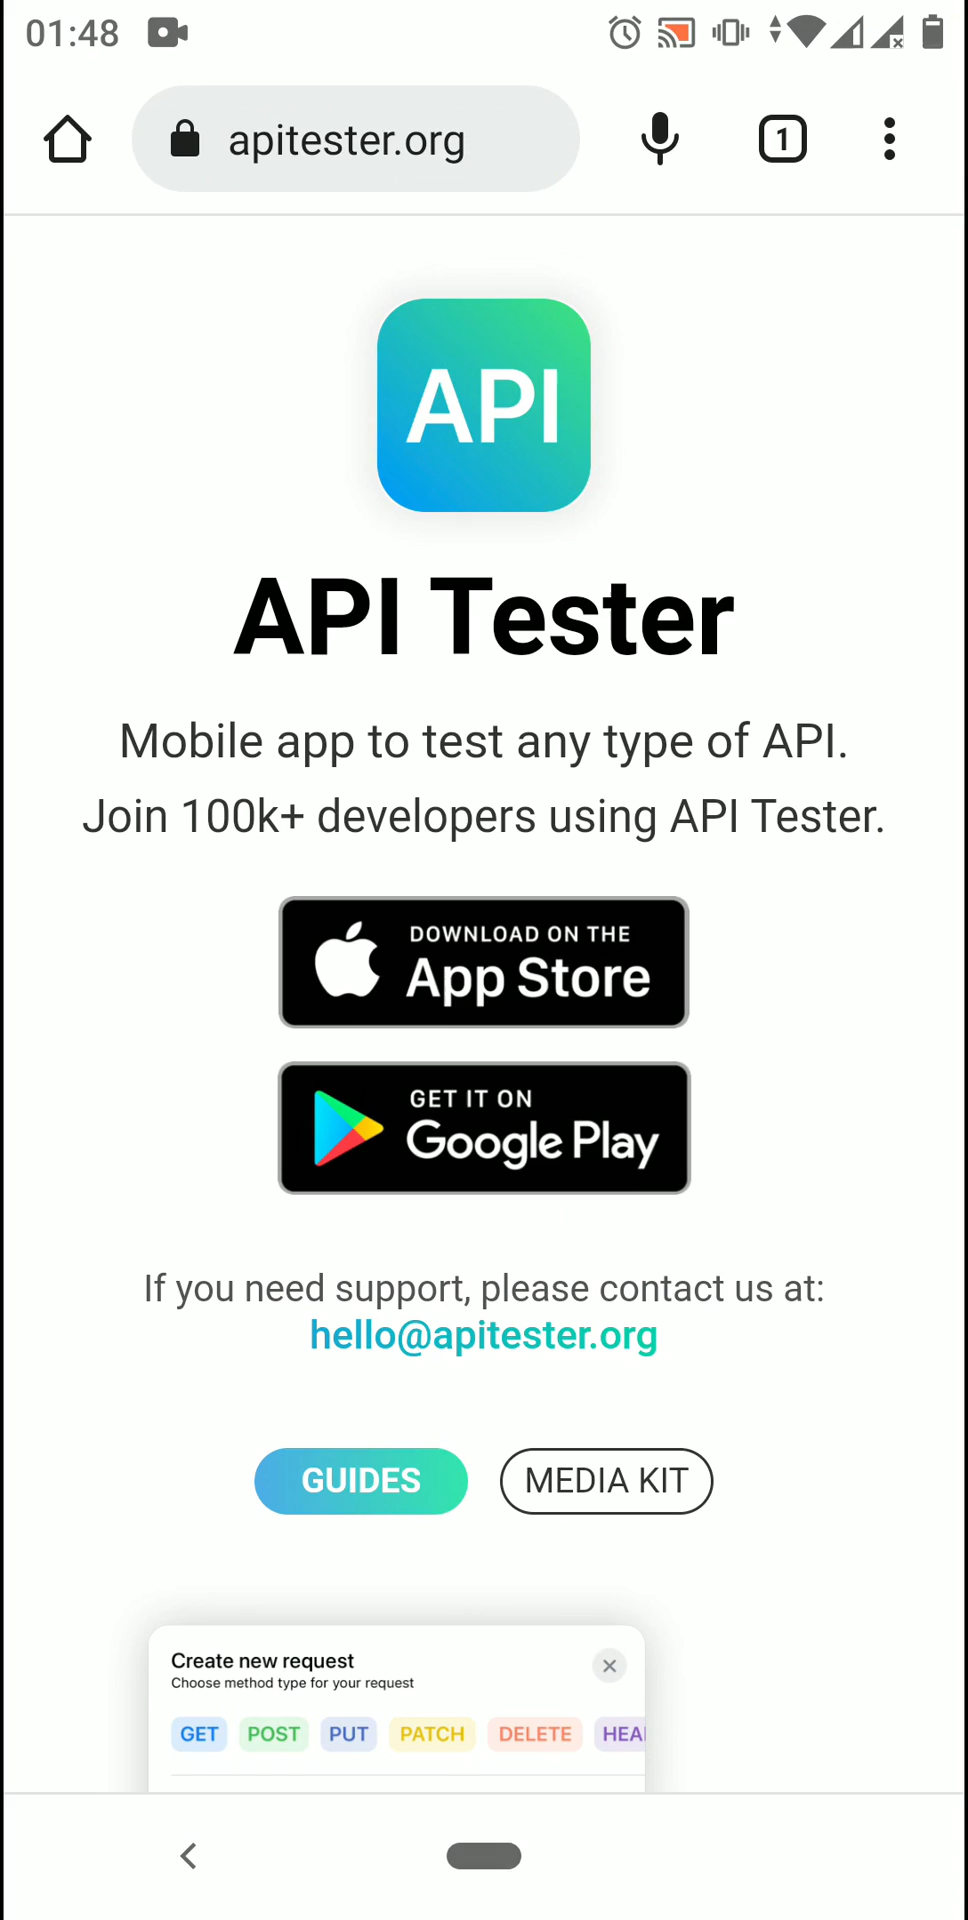 01:48
apitester.org
1
API
API Tester
Mobile app to test any type of API.
Join 100k+ developers using API Tester.
DOWNLOAD ON THE
App Store
GET IT ON
Google Play
If you need support, please contact us at:
hello@apitester.org
GUIDES MEDIA KIT
Create new request
Choose method type for your request
GET POST PUT PATCH DELETE